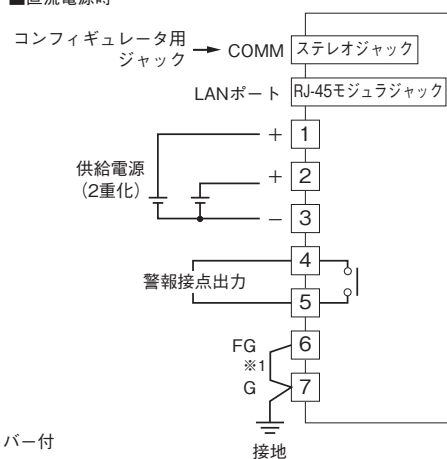 ■直流電源時
コンフィギュレータ用
ジャック
COMM
ステレオジャック
LANポート
RJ-45モジュラジャック
+
1
供給電源
(2重化)
+
2
−
3
4
警報接点出力
5
FG
6
※1
G
7
接地
バー付